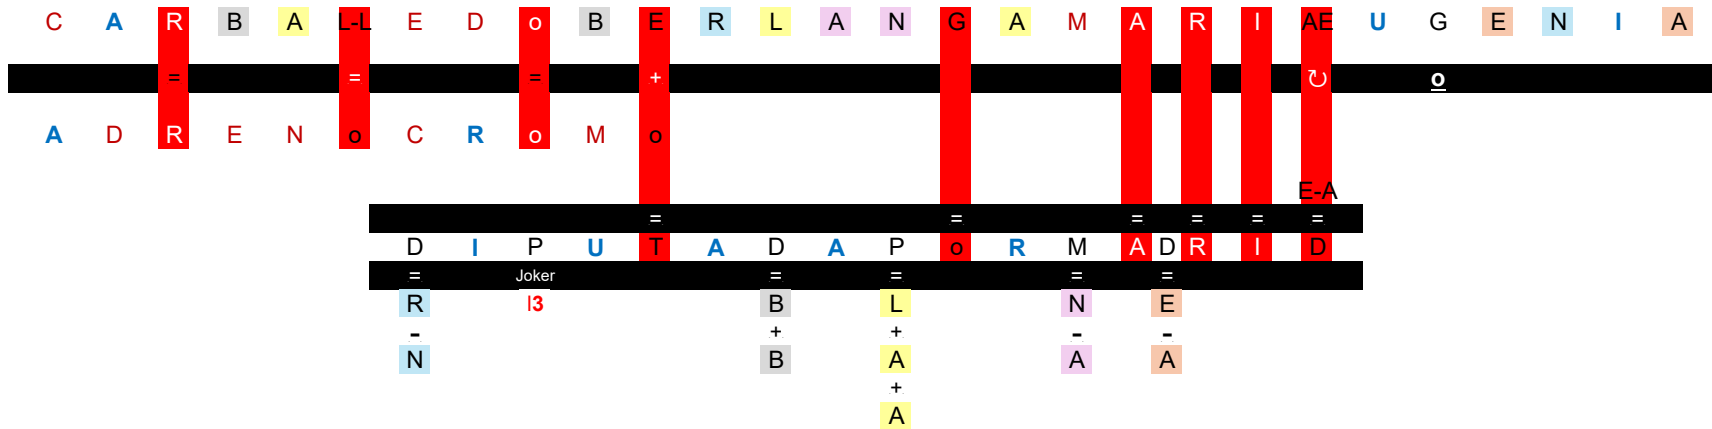 C A R B A L-L E D o B E R L A N G A M A R I AE U G E N I A
= = = + ↻ o
A D R E N o C R o M o
E-A
= = = = = =
D I P U T A D A P o R M A D R I D
= Joker = = = =
R I3 B L N E
- + + - -
N B A A A
+
A